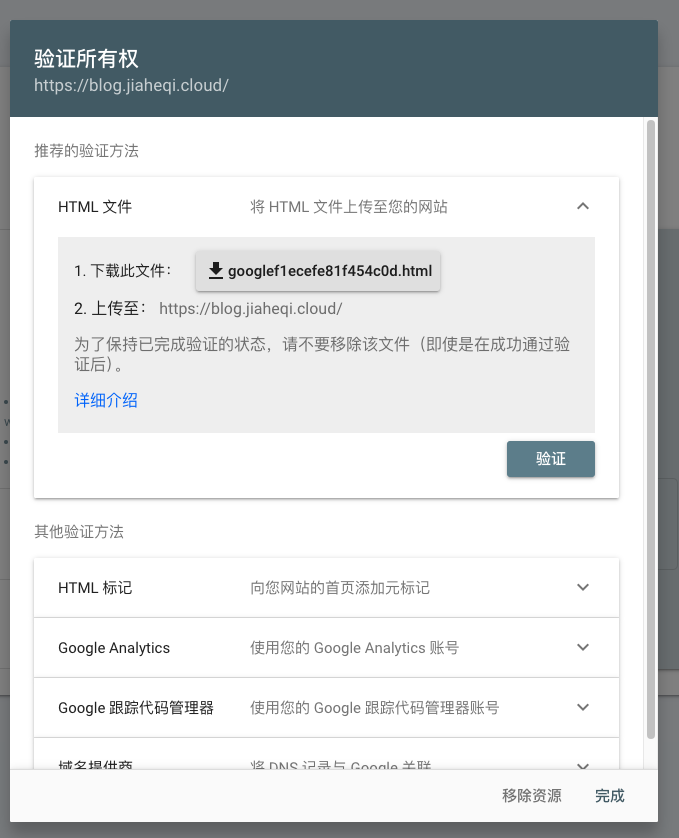 验证所有权
https://blog.jiaheqi.cloud/
推荐的验证方法
HTML 文件 将 HTML 文件上传至您的网站
1. 下载此文件： googlef1ecefe81f454c0d.html
2. 上传至： https://blog.jiaheqi.cloud/
为了保持已完成验证的状态，请不要移除该文件（即使是在成功通过验
证后）。
详细介绍
验证
其他验证方法
HTML 标记 向您网站的首页添加元标记
Google Analytics 使用您的 Google Analytics 账号
Google 跟踪代码管理器 使用您的 Google 跟踪代码管理器账号
域名提供商 将 DNS 记录与 Google 关联
移除资源 完成